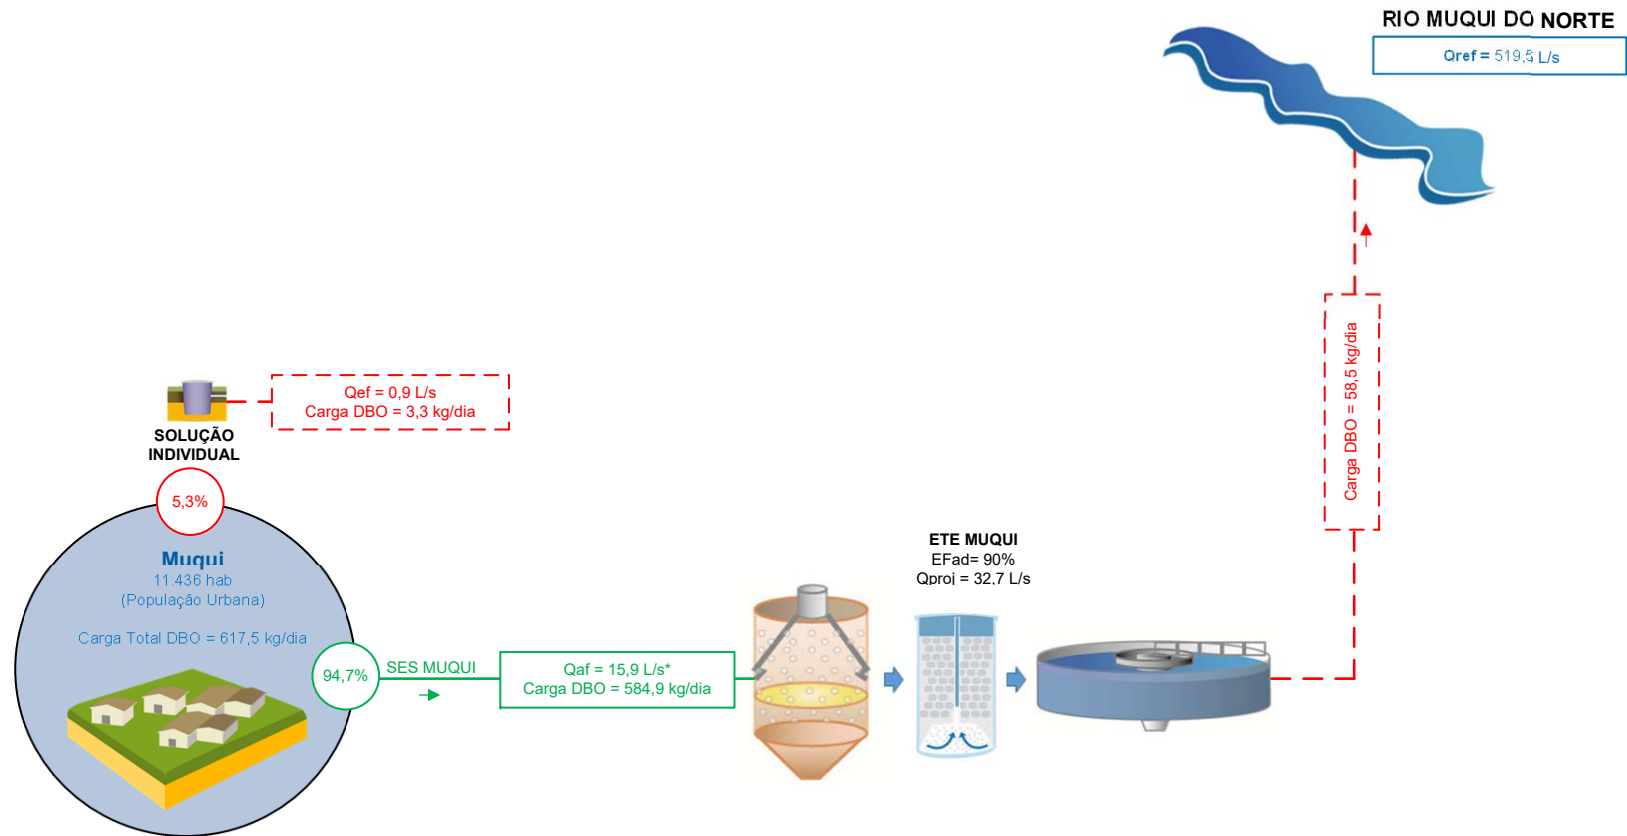 RIO MUQUI DO NORTE
Qref = 519,5 L/s
Carga DBO = 58,5 kg/dia
Qef = 0,9 L/s
Carga DBO = 3,3 kg/dia
SOLUÇÃO
INDIVIDUAL
5,3%
Muqui
11.436 hab
(População Urbana)
Carga Total DBO = 617,5 kg/dia
94,7%
SES MUQUI
Qaf = 15,9 L/s*
Carga DBO = 584,9 kg/dia
ETE MUQUI
EFad= 90%
Qproj = 32,7 L/s